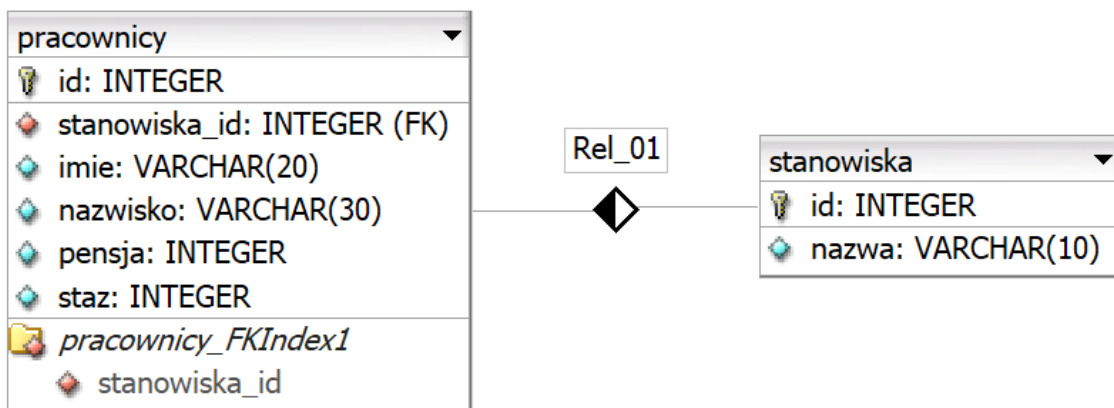 pracownicy
id: INTEGER
stanowiska_id: INTEGER (FK)
imie: VARCHAR(20)
nazwisko: VARCHAR(30)
pensja: INTEGER
staz: INTEGER
pracownicy_FKIndex1
stanowiska_id
Rel_01
stanowiska
id: INTEGER
nazwa: VARCHAR(10)